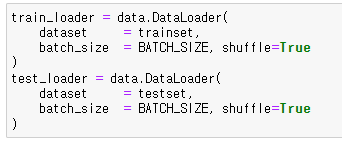 train_loader = data.DataLoader(
    dataset     = trainset,
    batch_size  = BATCH_SIZE, shuffle=True
)
test_loader = data.DataLoader(
    dataset     = testset,
    batch_size  = BATCH_SIZE, shuffle=True
)